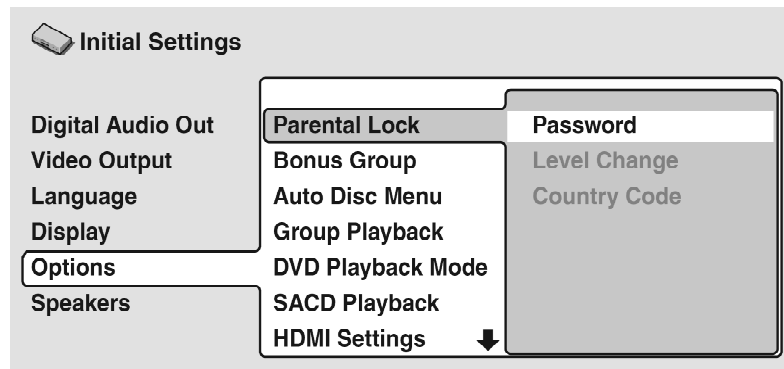 Initial Settings
Digital Audio Out
Video Output
Language
Display
Options
Speakers
Parental Lock
Bonus Group
Auto Disc Menu
Group Playback
DVD Playback Mode
SACD Playback
HDMI Settings
Password
Level Change
Country Code